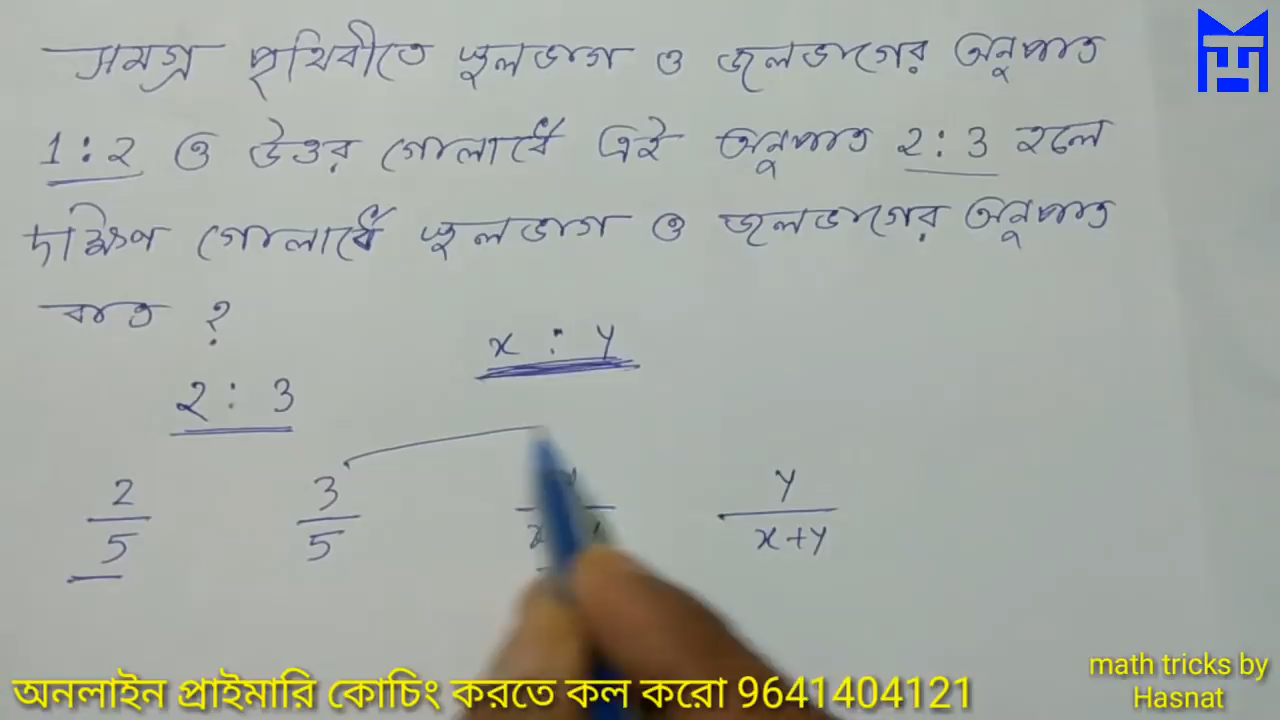 সমগ্র পৃথিবীতে স্থলভাগ ও জলভাগের অনুপাত
1 : 2 ও উত্তর গোলার্ধে এই অনুপাত 2 : 3 হলে
দক্ষিণ গোলার্ধে স্থলভাগ ও জলভাগের অনুপাত
কত ?
x : y
2 : 3
2/5 3/5 y/x+y
অনলাইন প্রাইমারি কোচিং করতে কল করো 9641404121
math tricks by
Hasnat